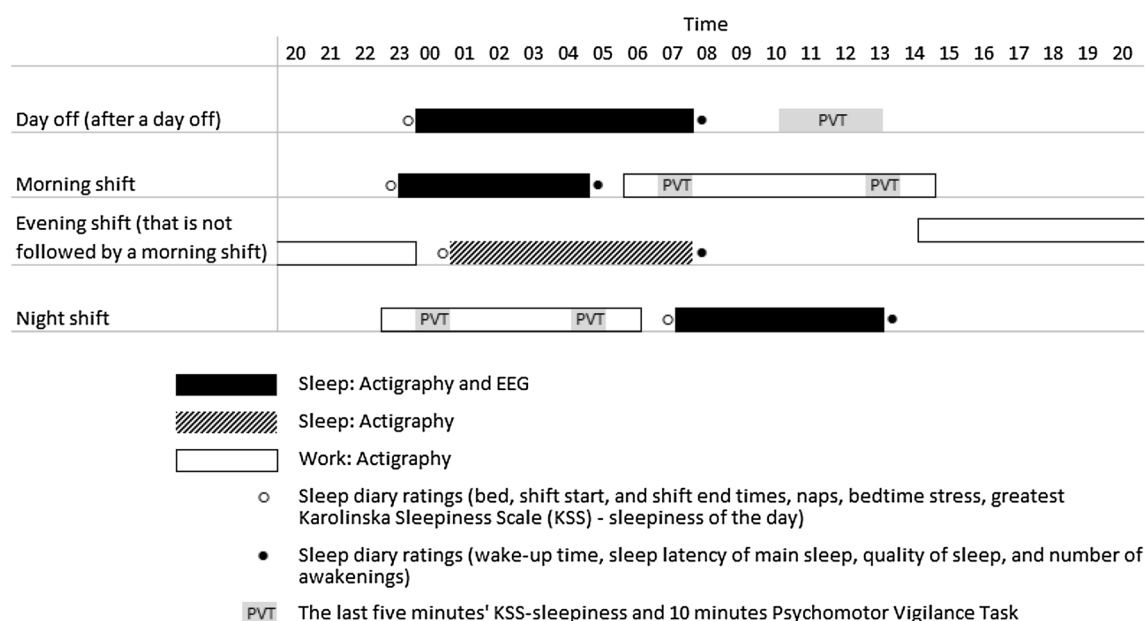 Time
20 21 22 23 00 01 02 03 04 05 06 07 08 09 10 11 12 13 14 15 16 17 18 19 20
Day off (after a day off)
PVT
Morning shift
PVT PVT
Evening shift (that is not
followed by a morning shift)
Night shift
PVT PVT
Sleep: Actigraphy and EEG
Sleep: Actigraphy
Work: Actigraphy
Sleep diary ratings (bed, shift start, and shift end times, naps, bedtime stress, greatest
Karolinska Sleepiness Scale (KSS) - sleepiness of the day)
Sleep diary ratings (wake-up time, sleep latency of main sleep, quality of sleep, and number of
awakenings)
PVT The last five minutes' KSS-sleepiness and 10 minutes Psychomotor Vigilance Task